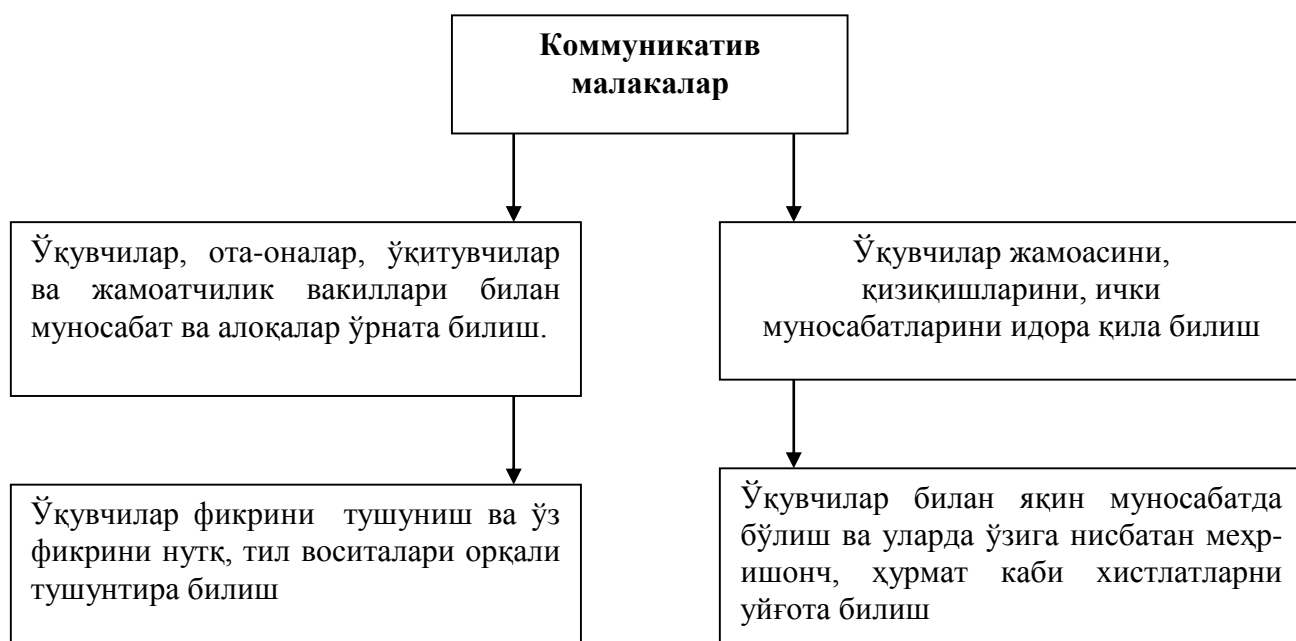 Коммуникатив
малакалар
Ўқувчилар, ота-оналар, ўқитувчилар
ва жамоатчилик вакиллари билан
муносабат ва алоқалар ўрната билиш.
Ўқувчилар жамоасини,
қизиқишларини, ички
муносабатларини идора қила билиш
Ўқувчилар фикрини тушуниш ва ўз
фикрини нутқ, тил воситалари орқали
тушунтира билиш
Ўқувчилар билан яқин муносабатда
бўлиш ва уларда ўзига нисбатан меҳр-
ишонч, ҳурмат каби хистлатларни
уйғота билиш